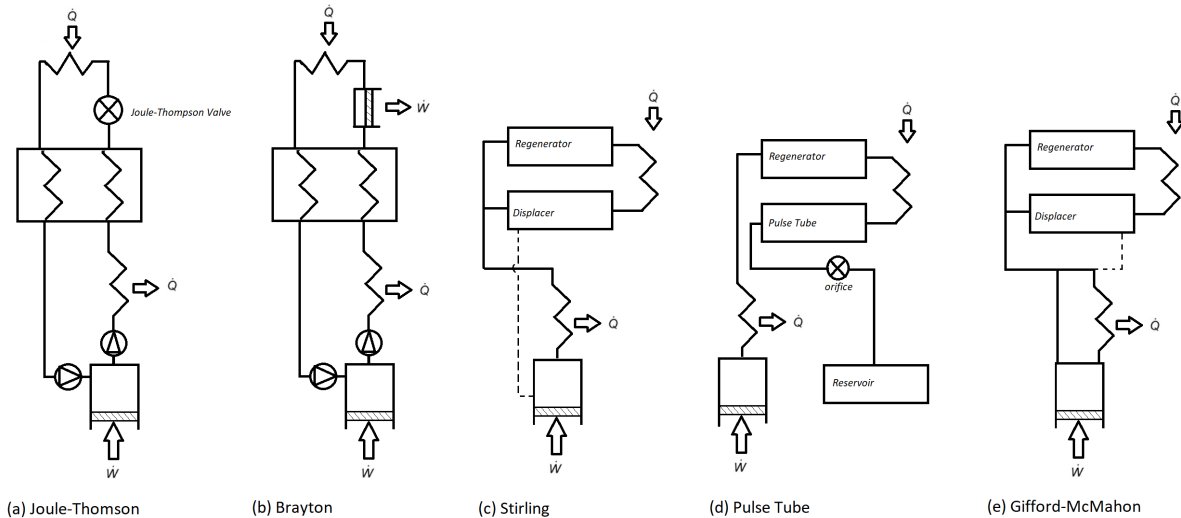 Q̇
Joule-Thompson Valve
Q̇
Ẇ
(a) Joule-Thomson
Q̇
Ẇ
Q̇
Ẇ
(b) Brayton
Q̇
Regenerator
Displacer
Q̇
Ẇ
(c) Stirling
Q̇
Regenerator
Pulse Tube
orifice
Q̇
Reservoir
Ẇ
(d) Pulse Tube
Q̇
Regenerator
Displacer
Q̇
Ẇ
(e) Gifford-McMahon